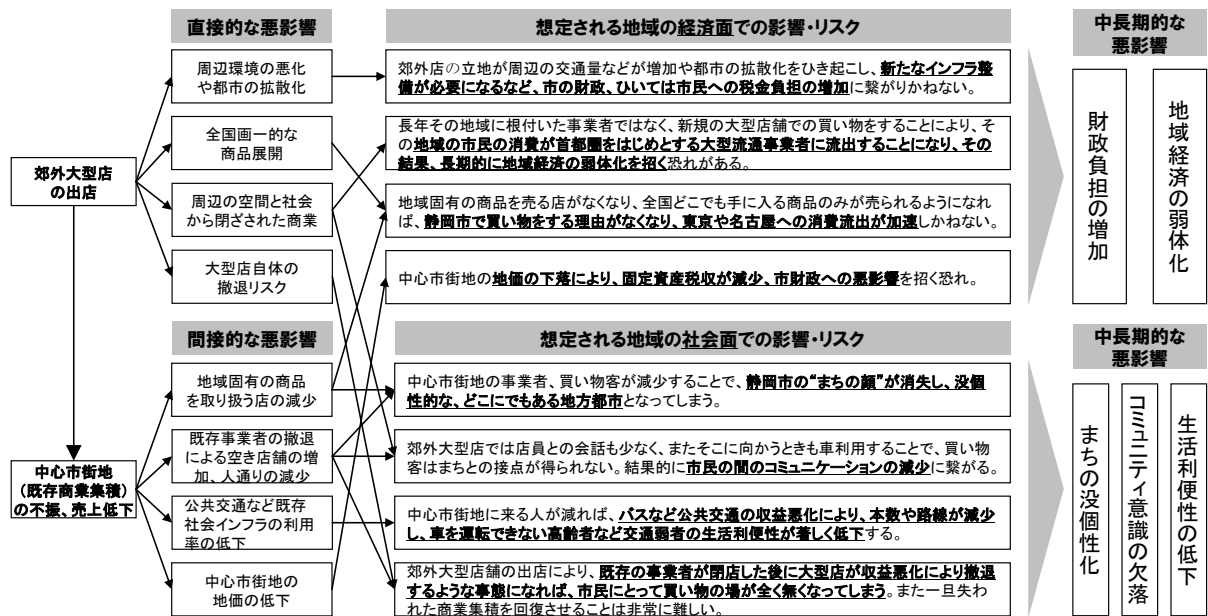 直接的な悪影響
想定される地域の経済面での影響・リスク
中長期的な
悪影響
郊外大型店
の出店
周辺環境の悪化
や都市の拡散化
郊外店の立地が周辺の交通量などが増加や都市の拡散化をひき起こし、新たなインフラ整
備が必要になるなど、市の財政、ひいては市民への税金負担の増加に繋がりかねない。
全国画一的な
商品展開
長年その地域に根付いた事業者ではなく、新規の大型店舗での買い物をすることにより、そ
の地域の市民の消費が首都圏をはじめとする大型流通事業者に流出することになり、その
結果、長期的に地域経済の弱体化を招く恐れがある。
周辺の空間と社会
から閉ざされた商業
地域固有の商品を売る店がなくなり、全国どこでも手に入る商品のみが売られるようになれ
ば、静岡市で買い物をする理由がなくなり、東京や名古屋への消費流出が加速しかねない。
大型店自体の
撤退リスク
中心市街地の地価の下落により、固定資産税収が減少、市財政への悪影響を招く恐れ。
財政負担の増加
地域経済の弱体化
間接的な悪影響
想定される地域の社会面での影響・リスク
中長期的な
悪影響
中心市街地
(既存商業集積)
の不振、売上低下
地域固有の商品
を取り扱う店の減少
中心市街地の事業者、買い物客が減少することで、静岡市の“まちの顔”が消失し、没個
性的な、どこにでもある地方都市となってしまう。
既存事業者の撤退
による空き店舗の増
加、人通りの減少
郊外大型店では店員との会話も少なく、またそこに向かうときも車利用することで、買い物
客はまちとの接点が得られない。結果的に市民の間のコミュニケーションの減少に繋がる。
公共交通など既存
社会インフラの利用
率の低下
中心市街地に来る人が減れば、バスなど公共交通の収益悪化により、本数や路線が減少
し、車を運転できない高齢者など交通弱者の生活利便性が著しく低下する。
中心市街地の
地価の低下
郊外大型店舗の出店により、既存の事業者が閉店した後に大型店が収益悪化により撤退
するような事態になれば、市民にとって買い物の場が全く無くなってしまう。また一旦失わ
れた商業集積を回復させることは非常に難しい。
まちの没個性化
コミュニティ意識の欠落
生活利便性の低下